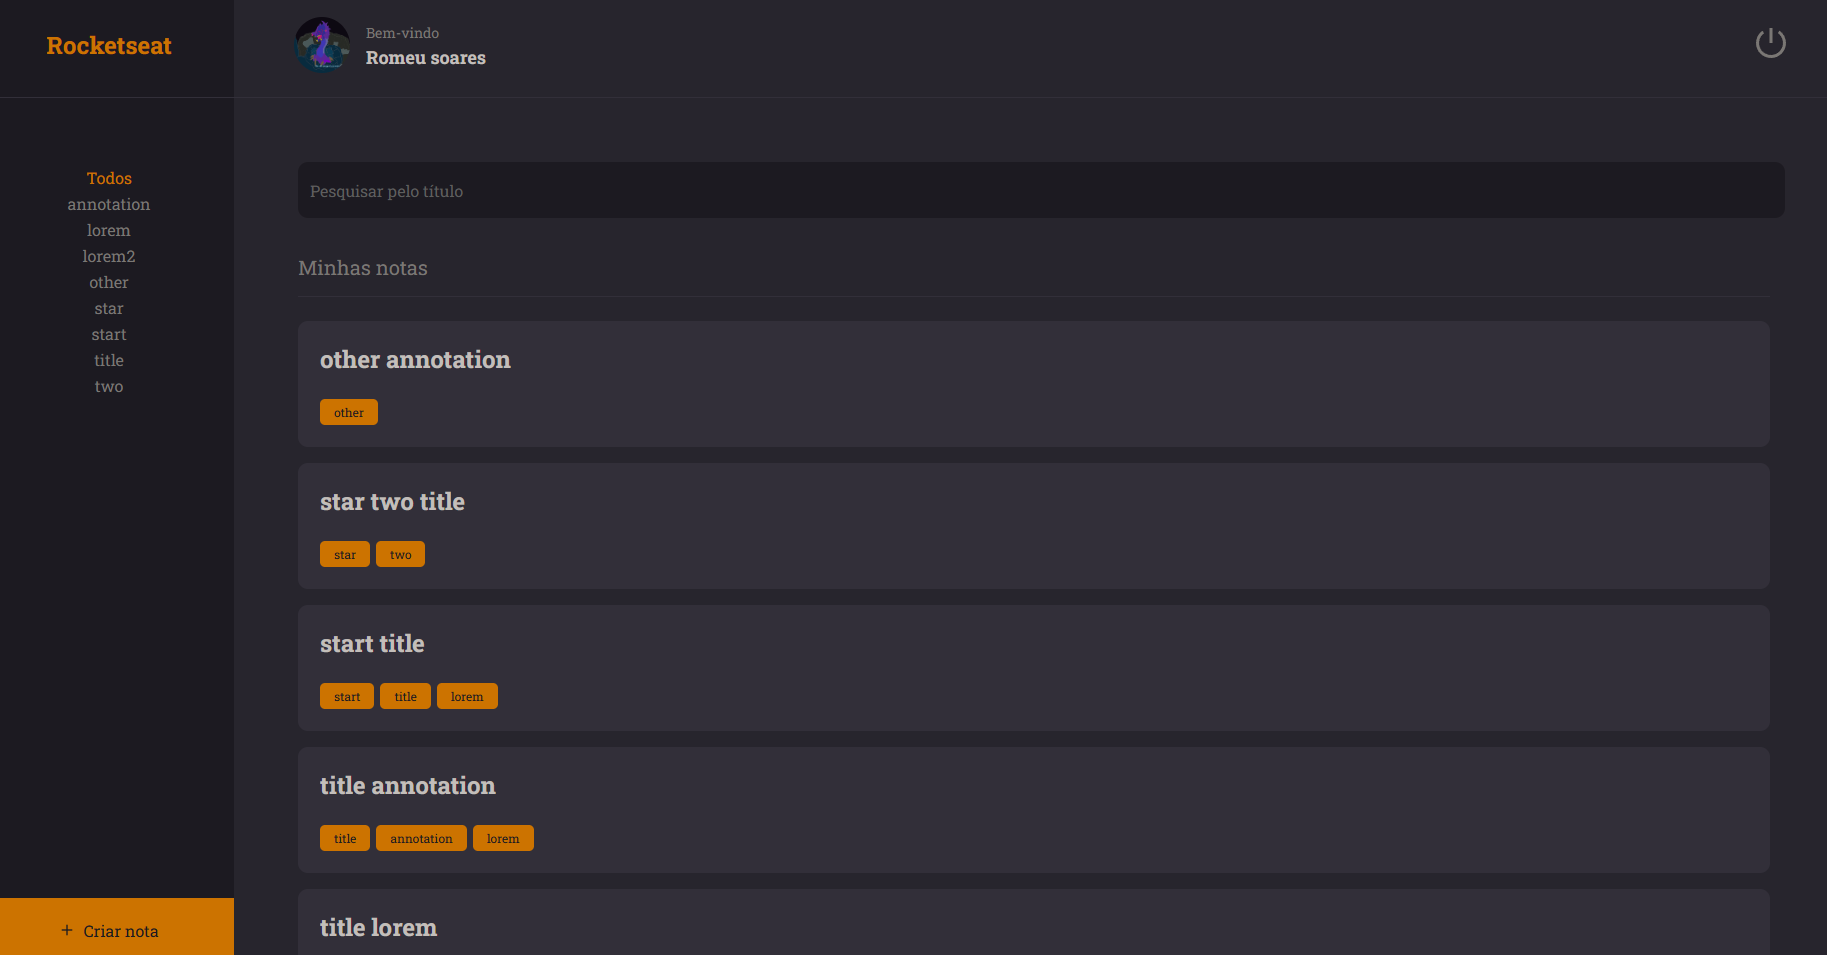 Rocketseat
Bem-vindo
Romeu soares
Todos
annotation
lorem
lorem2
other
star
start
title
two
+ Criar nota
Pesquisar pelo título
Minhas notas
other annotation
other
star two title
star two
start title
start title lorem
title annotation
title annotation lorem
title lorem